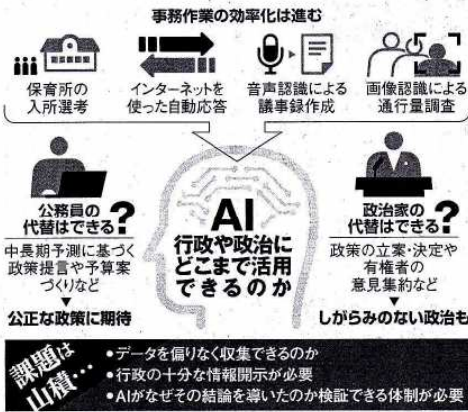 事務作業の効率化は進む
保育所の
入所選考
インターネットを
使った自動応答
音声認識による
議事録作成
画像認識による
通行量調査
公務員の
代替はできる?
中長期予測に基づく
政策提言や予算案
づくりなど
公正な政策に期待
AI
行政や政治に
どこまで活用
できるのか
政治家の
代替はできる?
政策の立案・決定や
有権者の
意見集約など
しがらみのない政治も
課題は
山積…
●データを偏りなく収集できるのか
●行政の十分な情報開示が必要
●AIがなぜその結論を導いたのか検証できる体制が必要